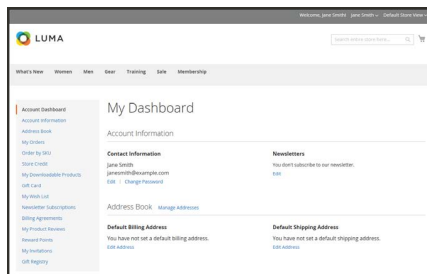 Welcome, Jane Smith! Jane Smith Default Store View
LUMA
Search entire store here...
What's New Women Men Gear Training Sale Membership
Account Dashboard
Account Information
Address Book
My Orders
Order by SKU
Store Credit
My Downloadable Products
Gift Card
My Wish List
Newsletter Subscriptions
Billing Agreements
My Product Reviews
Reward Points
My Invitations
Gift Registry
My Dashboard
Account Information
Contact Information
Jane Smith
janesmith@example.com
Edit | Change Password
Newsletters
You don't subscribe to our newsletter.
Edit
Address Book Manage Addresses
Default Billing Address
You have not set a default billing address.
Edit Address
Default Shipping Address
You have not set a default shipping address.
Edit Address